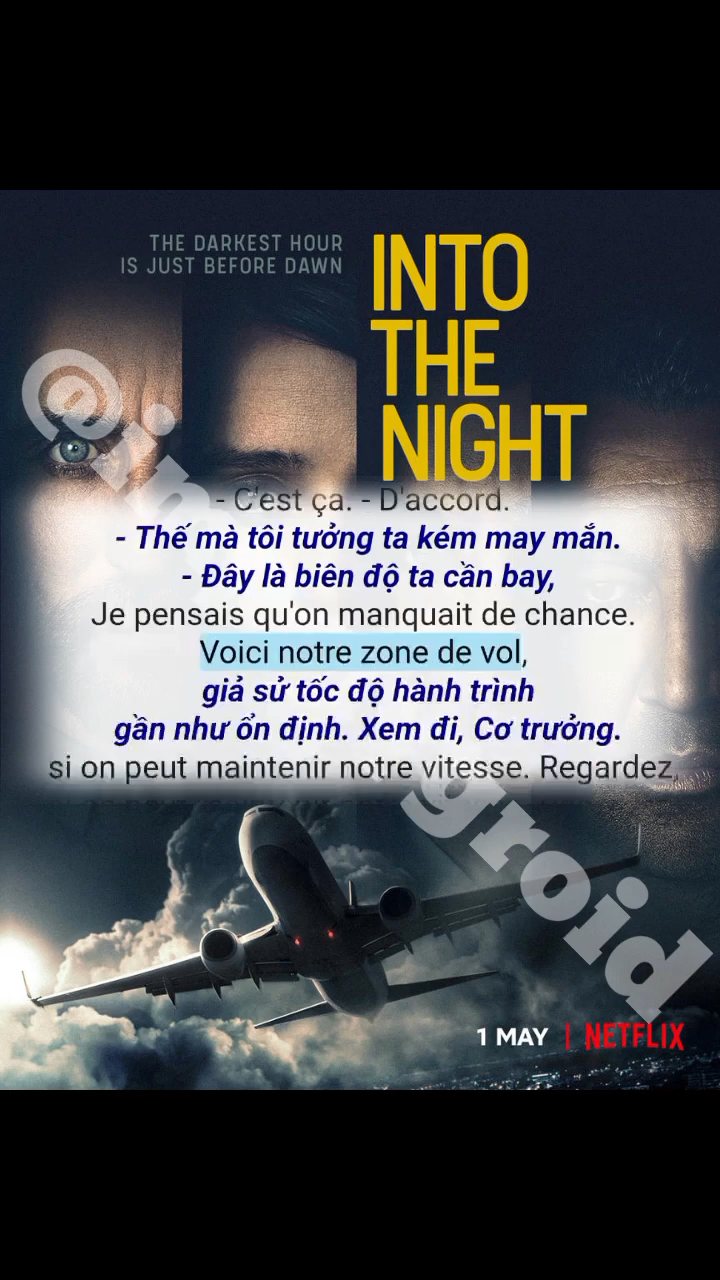 THE DARKEST HOUR
IS JUST BEFORE DAWN
INTO
THE
NIGHT
- C'est ça. - D'accord.
- Thế mà tôi tưởng ta kém may mắn.
- Đây là biên độ ta cần bay,
Je pensais qu'on manquait de chance.
Voici notre zone de vol,
giả sử tốc độ hành trình
gần như ổn định. Xem đi, Cơ trưởng.
si on peut maintenir notre vitesse. Regardez,
groid
1 MAY | NETFLIX